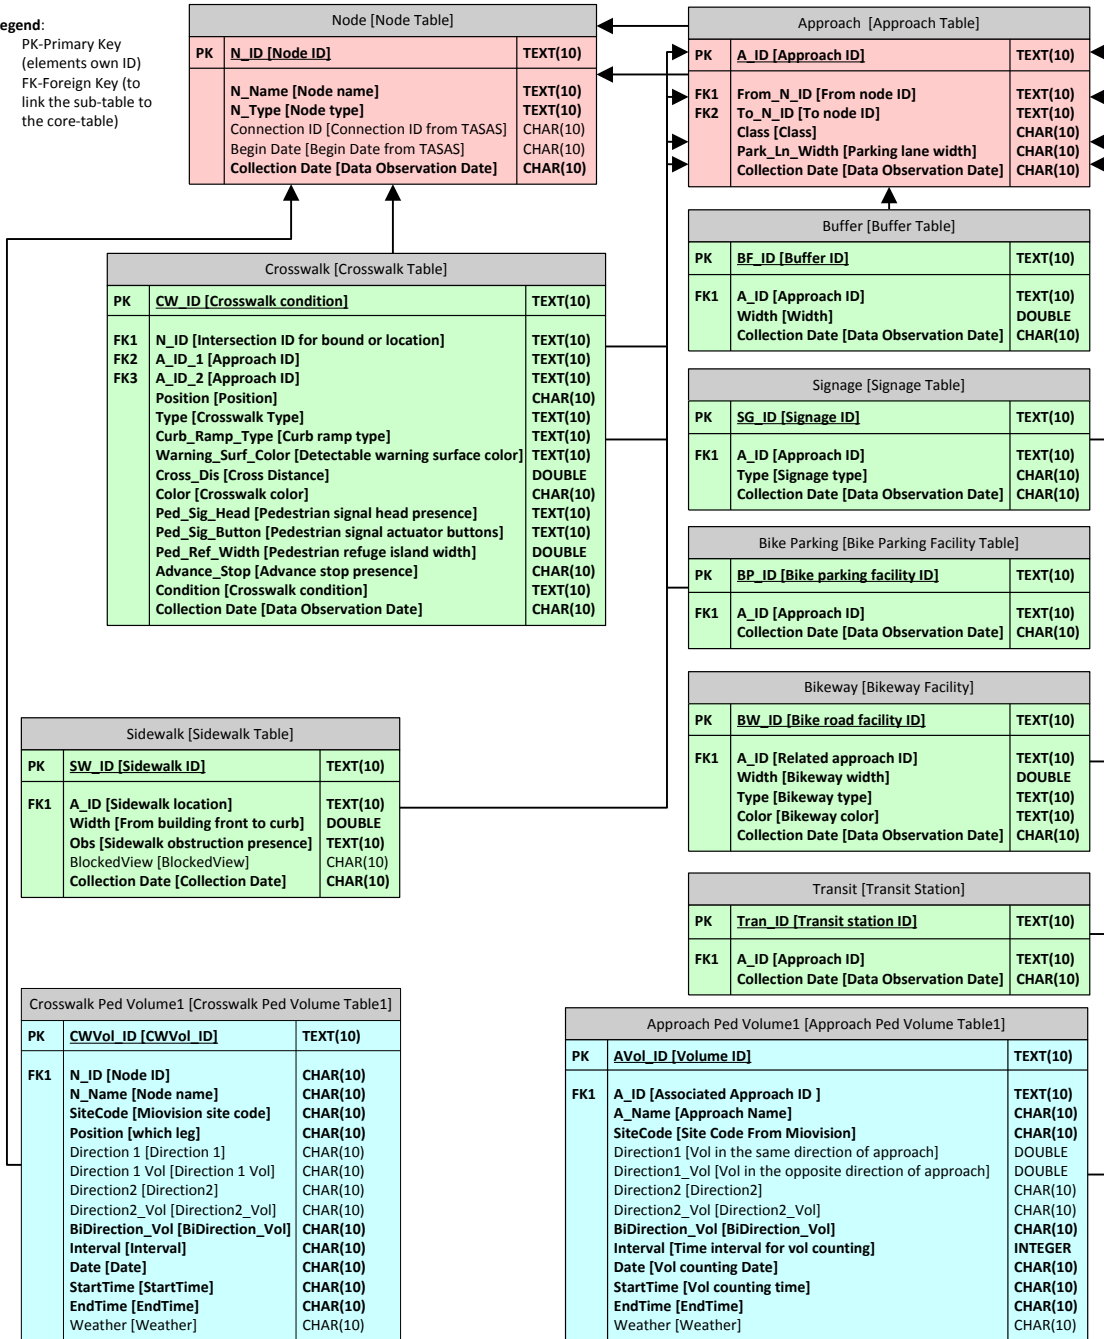 egend:
PK-Primary Key
(elements own ID)
FK-Foreign Key (to
link the sub-table to
the core-table)
Node [Node Table]
PK N_ID [Node ID] TEXT(10)
N_Name [Node name] TEXT(10)
N_Type [Node type] TEXT(10)
Connection ID [Connection ID from TASAS] CHAR(10)
Begin Date [Begin Date from TASAS] CHAR(10)
Collection Date [Data Observation Date] CHAR(10)
Approach [Approach Table]
PK A_ID [Approach ID] TEXT(10)
FK1 From_N_ID [From node ID] TEXT(10)
FK2 To_N_ID [To node ID] TEXT(10)
Class [Class] CHAR(10)
Park_Ln_Width [Parking lane width] CHAR(10)
Collection Date [Data Observation Date] CHAR(10)
Crosswalk [Crosswalk Table]
PK CW_ID [Crosswalk condition] TEXT(10)
FK1 N_ID [Intersection ID for bound or location] TEXT(10)
FK2 A_ID_1 [Approach ID] TEXT(10)
FK3 A_ID_2 [Approach ID] TEXT(10)
Position [Position] CHAR(10)
Type [Crosswalk Type] TEXT(10)
Curb_Ramp_Type [Curb ramp type] TEXT(10)
Warning_Surf_Color [Detectable warning surface color] TEXT(10)
Cross_Dis [Cross Distance] DOUBLE
Color [Crosswalk color] CHAR(10)
Ped_Sig_Head [Pedestrian signal head presence] TEXT(10)
Ped_Sig_Button [Pedestrian signal actuator buttons] TEXT(10)
Ped_Ref_Width [Pedestrian refuge island width] DOUBLE
Advance_Stop [Advance stop presence] CHAR(10)
Condition [Crosswalk condition] TEXT(10)
Collection Date [Data Observation Date] CHAR(10)
Buffer [Buffer Table]
PK BF_ID [Buffer ID] TEXT(10)
FK1 A_ID [Approach ID] TEXT(10)
Width [Width] DOUBLE
Collection Date [Data Observation Date] CHAR(10)
Signage [Signage Table]
PK SG_ID [Signage ID] TEXT(10)
FK1 A_ID [Approach ID] TEXT(10)
Type [Signage type] CHAR(10)
Collection Date [Data Observation Date] CHAR(10)
Bike Parking [Bike Parking Facility Table]
PK BP_ID [Bike parking facility ID] TEXT(10)
FK1 A_ID [Approach ID] TEXT(10)
Collection Date [Data Observation Date] CHAR(10)
Bikeway [Bikeway Facility]
PK BW_ID [Bike road facility ID] TEXT(10)
FK1 A_ID [Related approach ID] TEXT(10)
Width [Bikeway width] DOUBLE
Type [Bikeway type] TEXT(10)
Color [Bikeway color] TEXT(10)
Collection Date [Data Observation Date] CHAR(10)
Sidewalk [Sidewalk Table]
PK SW_ID [Sidewalk ID] TEXT(10)
FK1 A_ID [Sidewalk location] TEXT(10)
Width [From building front to curb] DOUBLE
Obs [Sidewalk obstruction presence] TEXT(10)
BlockedView [BlockedView] CHAR(10)
Collection Date [Collection Date] CHAR(10)
Transit [Transit Station]
PK Tran_ID [Transit station ID] TEXT(10)
FK1 A_ID [Approach ID] TEXT(10)
Collection Date [Data Observation Date] CHAR(10)
Crosswalk Ped Volume1 [Crosswalk Ped Volume Table1]
PK CWVol_ID [CWVol_ID] TEXT(10)
FK1 N_ID [Node ID] CHAR(10)
N_Name [Node name] CHAR(10)
SiteCode [Miovision site code] CHAR(10)
Position [which leg] CHAR(10)
Direction 1 [Direction 1] CHAR(10)
Direction 1 Vol [Direction 1 Vol] CHAR(10)
Direction2 [Direction2] CHAR(10)
Direction2_Vol [Direction2_Vol] CHAR(10)
BiDirection_Vol [BiDirection_Vol] CHAR(10)
Interval [Interval] CHAR(10)
Date [Date] CHAR(10)
StartTime [StartTime] CHAR(10)
EndTime [EndTime] CHAR(10)
Weather [Weather] CHAR(10)
Approach Ped Volume1 [Approach Ped Volume Table1]
PK AVol_ID [Volume ID] TEXT(10)
FK1 A_ID [Associated Approach ID ] TEXT(10)
A_Name [Approach Name] CHAR(10)
SiteCode [Site Code From Miovision] CHAR(10)
Direction1 [Vol in the same direction of approach] DOUBLE
Direction1_Vol [Vol in the opposite direction of approach] DOUBLE
Direction2 [Direction2] CHAR(10)
Direction2_Vol [Direction2_Vol] CHAR(10)
BiDirection_Vol [BiDirection_Vol] CHAR(10)
Interval [Time interval for vol counting] INTEGER
Date [Vol counting Date] CHAR(10)
StartTime [Vol counting time] CHAR(10)
EndTime [EndTime] CHAR(10)
Weather [Weather] CHAR(10)